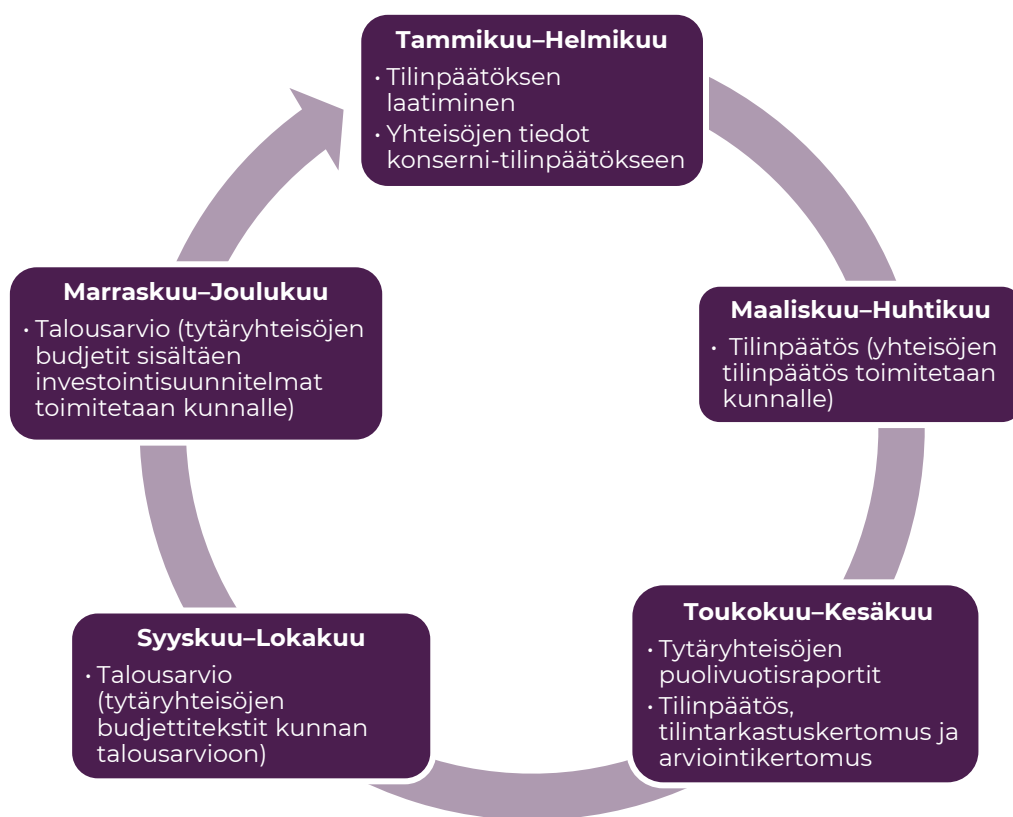 Tammikuu–Helmikuu
· Tilinpäätöksen
laatiminen
· Yhteisöjen tiedot
konserni-tilinpäätökseen
Maaliskuu–Huhtikuu
· Tilinpäätös (yhteisöjen
tilinpäätös toimitetaan
kunnalle)
Toukokuu–Kesäkuu
· Tytäryhteisöjen
puolivuotisraportit
· Tilinpäätös,
tilintarkastuskertomus ja
arviointikertomus
Syyskuu–Lokakuu
· Talousarvio
(tytäryhteisöjen
budjettitekstit kunnan
talousarvioon)
Marraskuu–Joulukuu
· Talousarvio (tytäryhteisöjen
budjetit sisältäen
investointisuunnitelmat
toimitetaan kunnalle)